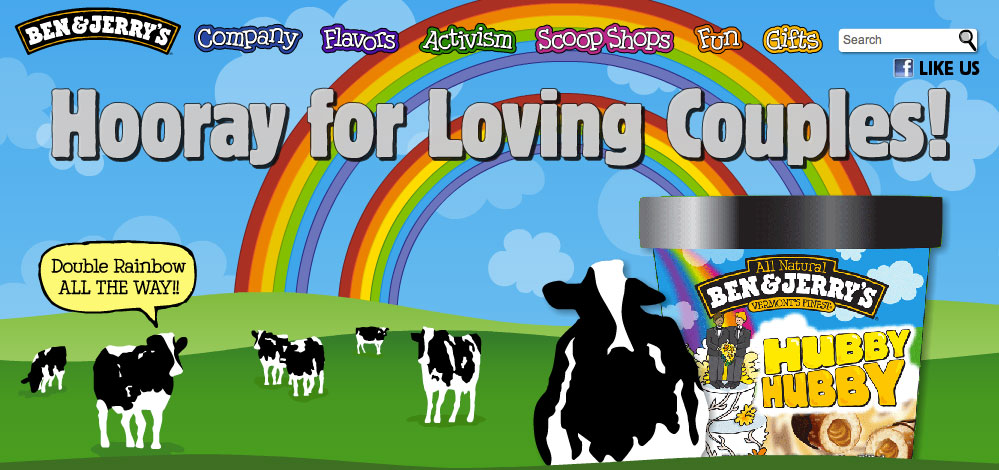 BEN & JERRY'S
Company Flavors Activism Scoop Shops Fun Gifts Search
f LIKE US
Hooray for Loving Couples!
Double Rainbow
ALL THE WAY!!
All Natural
BEN & JERRY'S
VERMONT'S FINEST
HUBBY
HUBBY